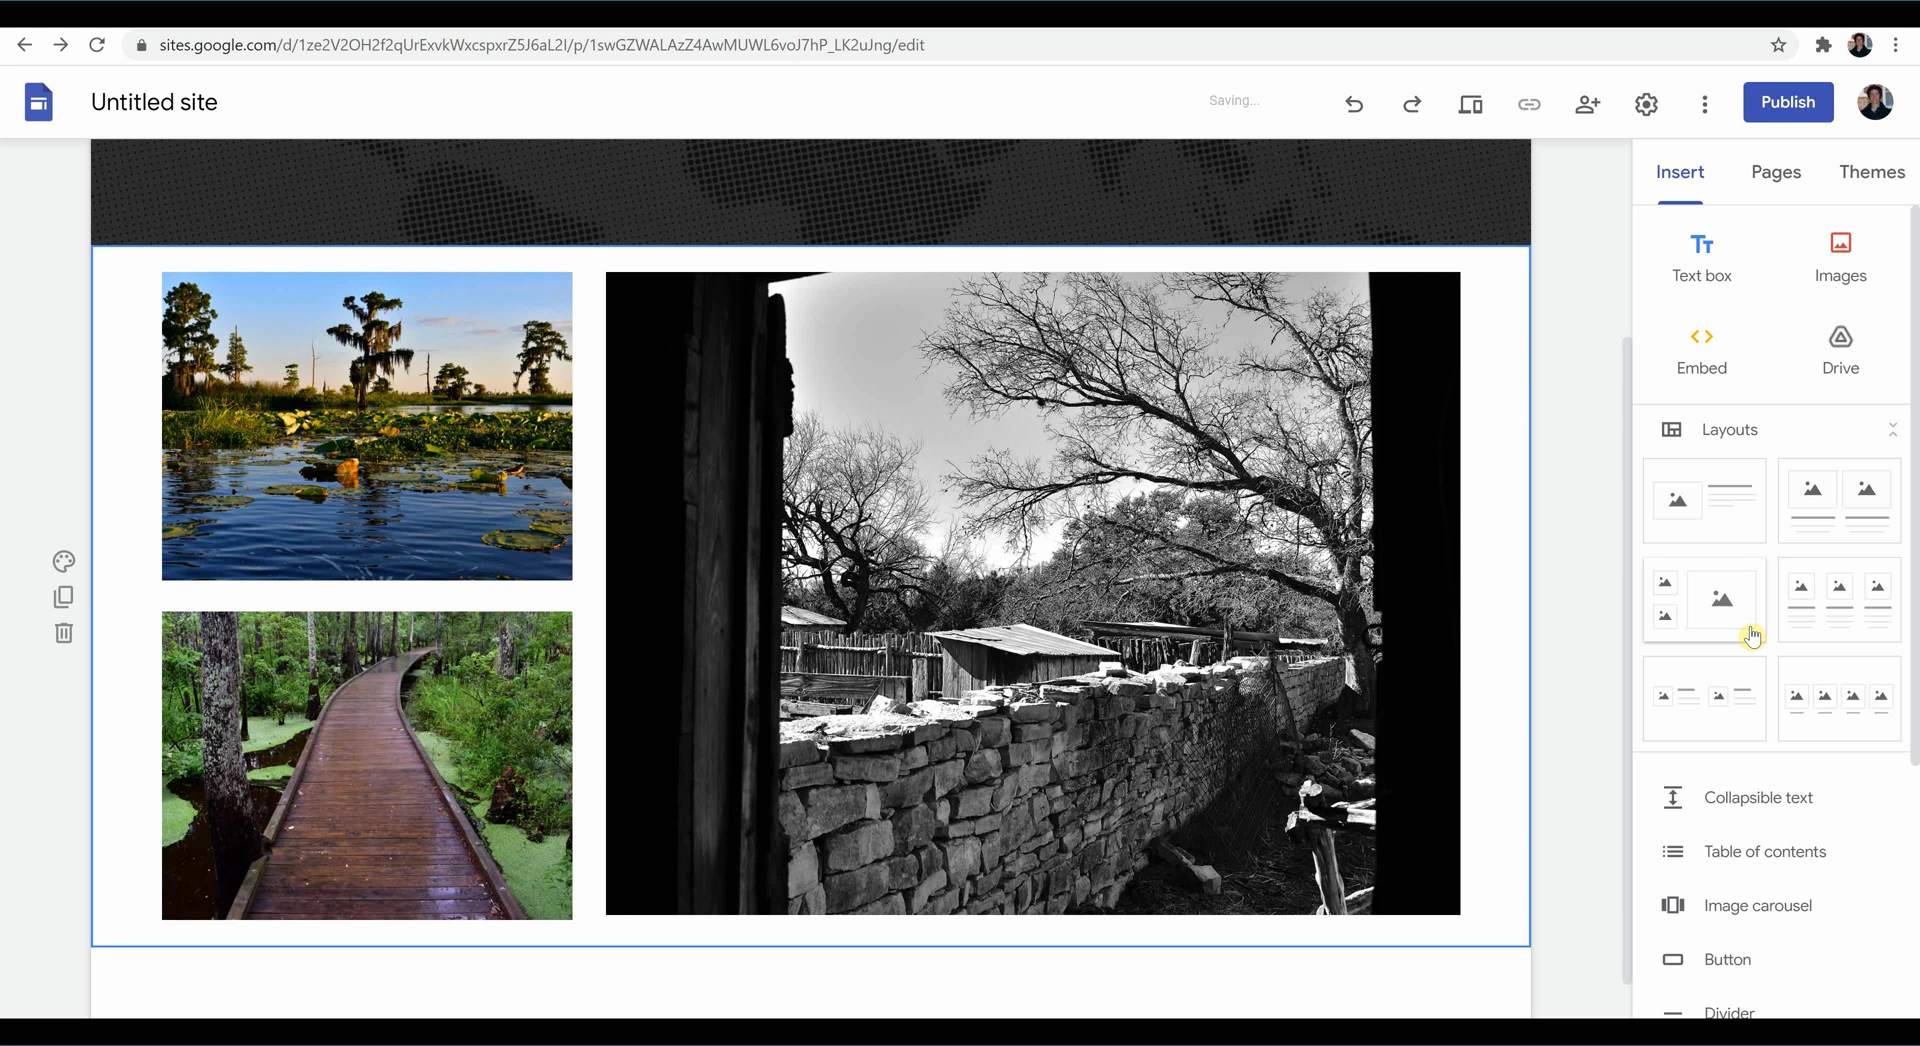 sites.google.com/d/1ze2V2OH2f2qUrExvkWxcspxrZ5J6aL2I/p/1swGZWALAzZ4AwMUWL6voJ7hP_LK2uJng/edit
Untitled site
Saving...
Publish
Insert
Pages
Themes
Text box
Images
Embed
Drive
Layouts
Collapsible text
Table of contents
Image carousel
Button
Divider